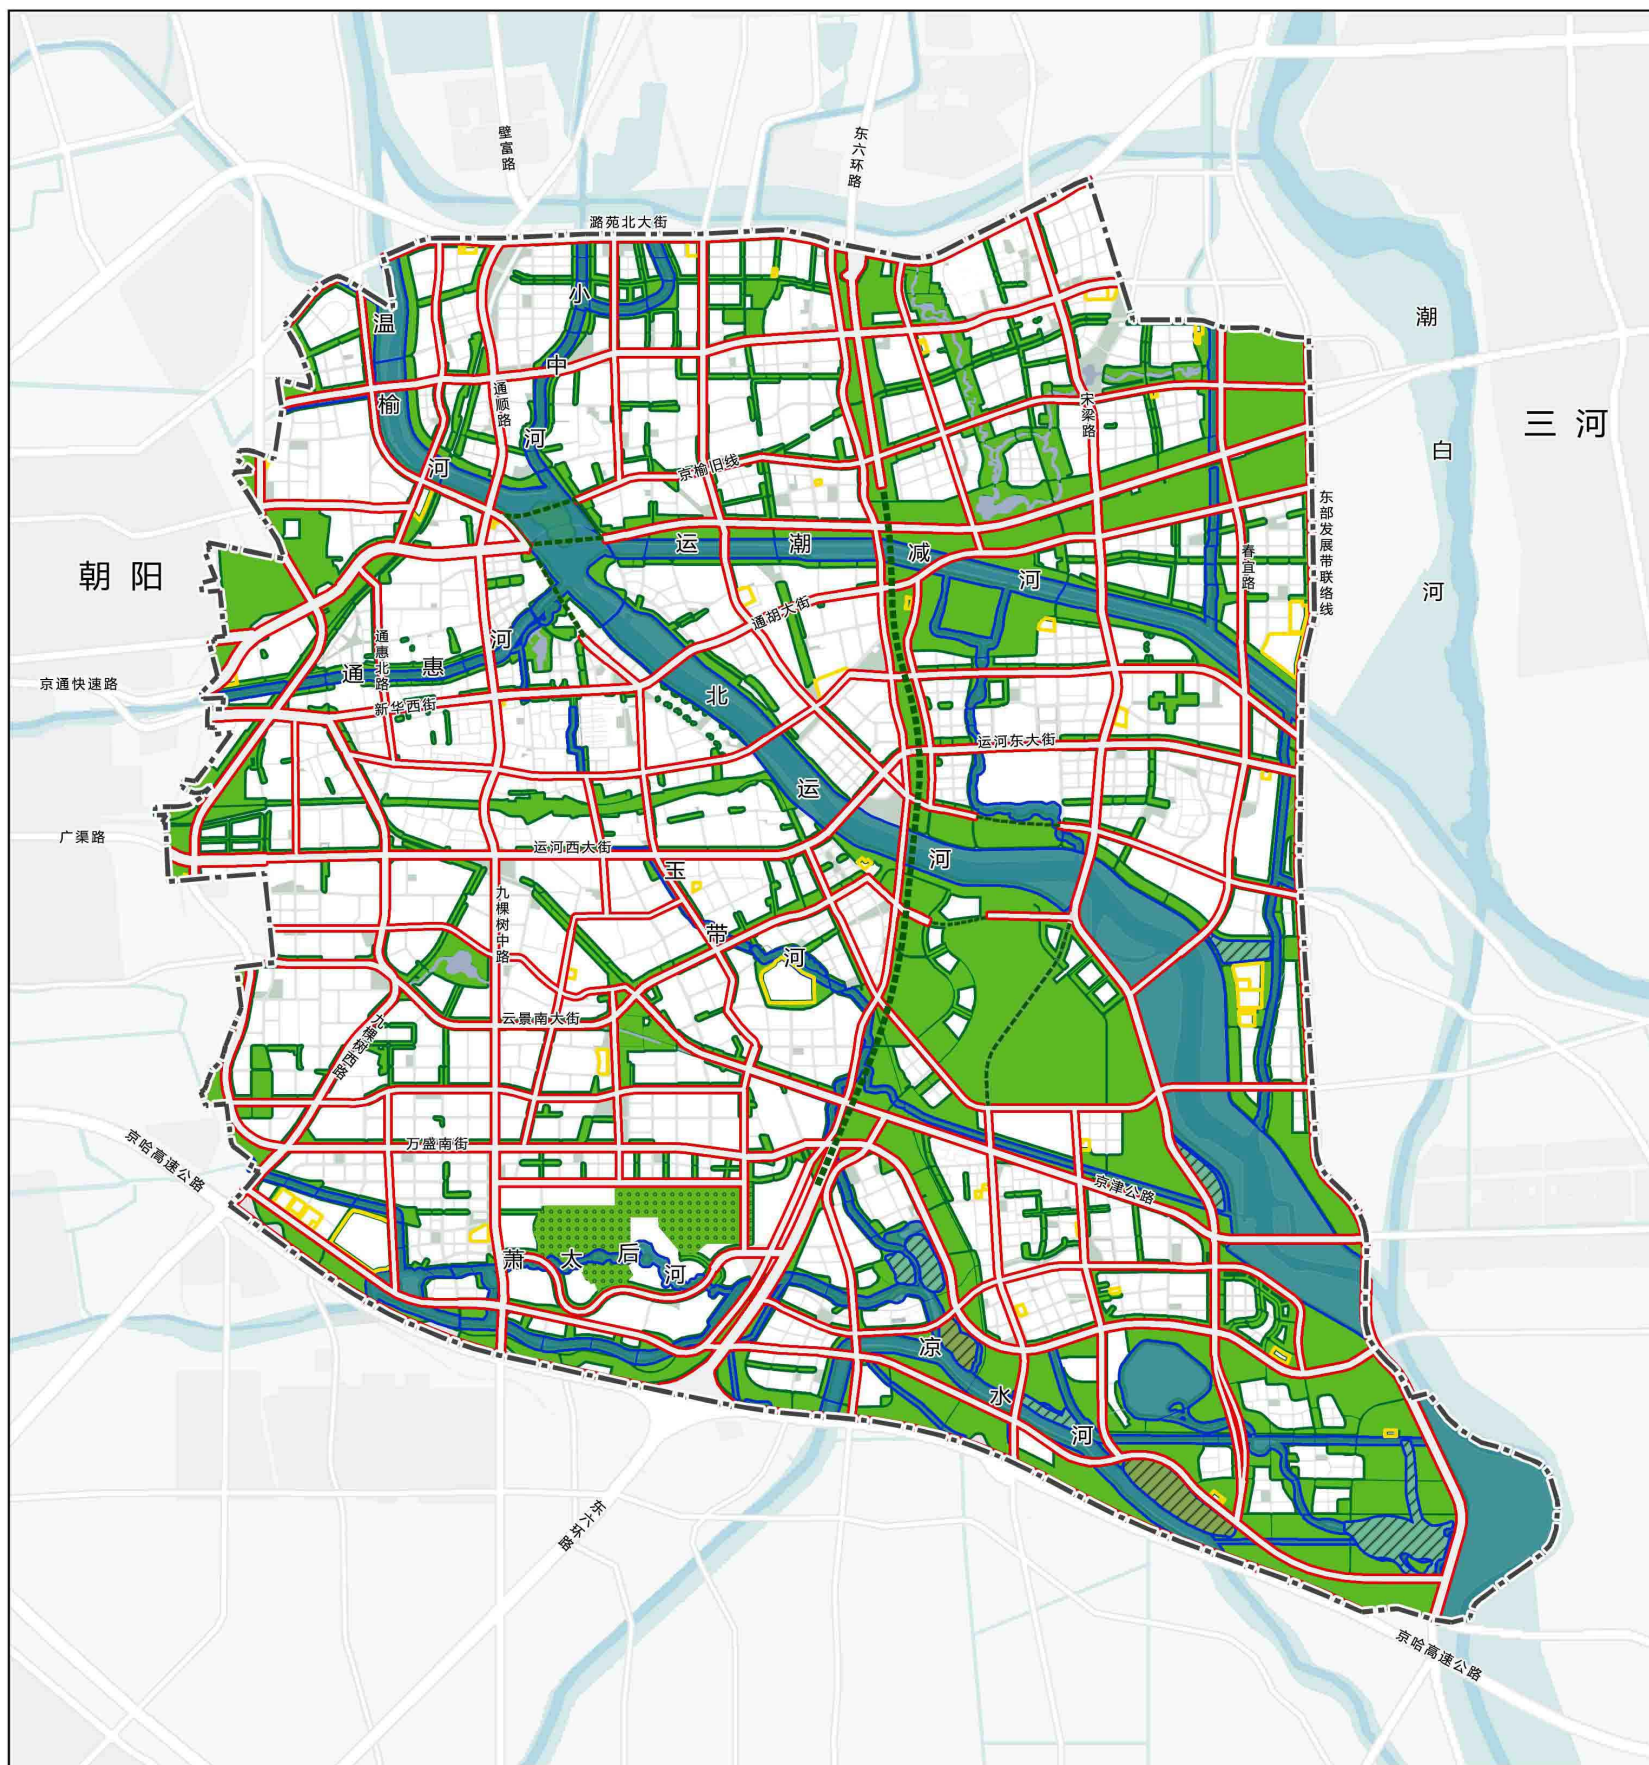 壁富路
东六环路
潞苑北大街
小中河
温榆河
潮白河
通顺路
宋梁路
三河
京榆旧线
东部发展带联络线
运潮减河
春宜路
朝阳
通胡大街
通惠北路
通惠河
京通快速路
新华西街
北运河
运河东大街
广渠路
运河西大街
玉带河
九棵树中路
云景南大街
九棵树西路
京哈高速公路
万盛南街
京津公路
萧太后河
凉水河
东六环路
京哈高速公路